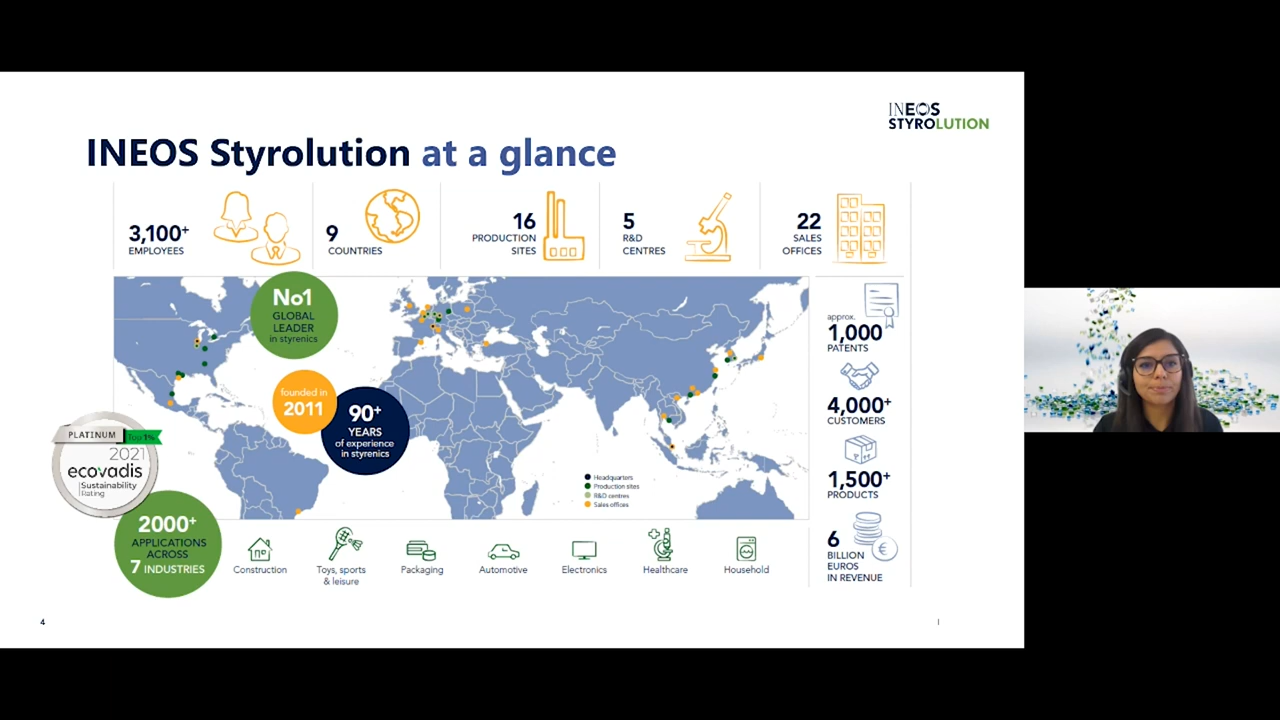 INEOS
STYROLUTION
INEOS Styrolution at a glance
3,100+
EMPLOYEES
9
COUNTRIES
16
PRODUCTION
SITES
5
R&D
CENTRES
22
SALES
OFFICES
No1
GLOBAL
LEADER
in styrenics
founded in
2011
90+
YEARS
of experience
in styrenics
PLATINUM
Top 1%
2021
ecovadis
Sustainability
Rating
2000+
APPLICATIONS
ACROSS
7 INDUSTRIES
Headquarters
Production sites
R&D centres
Sales offices
approx.
1,000
PATENTS
4,000+
CUSTOMERS
1,500+
PRODUCTS
6
BILLION
EUROS
IN REVENUE
€
Construction
Toys, sports
& leisure
Packaging
Automotive
Electronics
Healthcare
Household
4